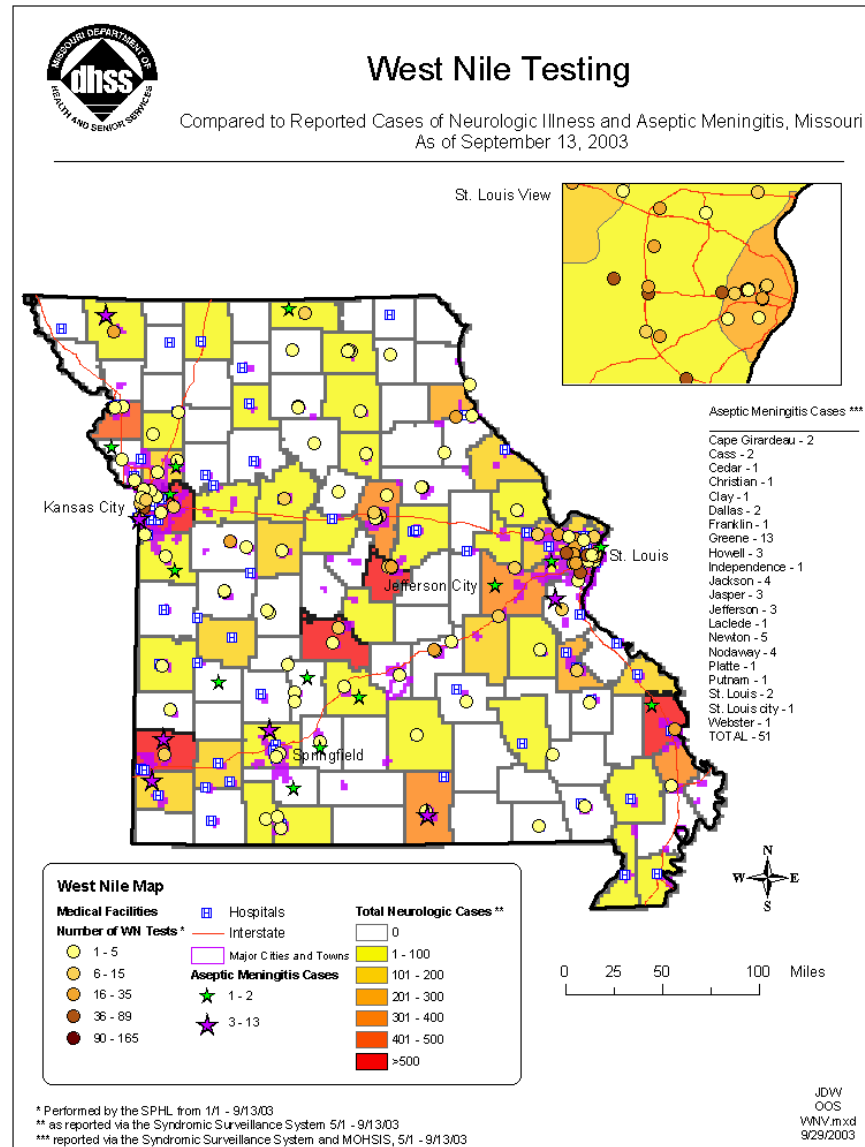 MISSOURI DEPARTMENT OF
dhss
HEALTH AND SENIOR SERVICES
West Nile Testing
Compared to Reported Cases of Neurologic Illness and Aseptic Meningitis, Missouri
As of September 13, 2003
St. Louis View
Aseptic Meningitis Cases ***
Cape Girardeau - 2
Cass - 2
Cedar - 1
Christian - 1
Clay - 1
Dallas - 2
Franklin - 1
Greene - 13
Howell - 3
Independence - 1
Jackson - 4
Jasper - 3
Jefferson - 3
Laclede - 1
Newton - 5
Nodaway - 4
Platte - 1
Putnam - 1
St. Louis - 2
St. Louis city - 1
Webster - 1
TOTAL - 51
Kansas City
St. Louis
Jefferson City
Springfield
N
W E
S
West Nile Map
Medical Facilities
Number of WN Tests *
1 - 5
6 - 15
16 - 35
36 - 89
90 - 165
H Hospitals
Interstate
Major Cities and Towns
Aseptic Meningitis Cases
1 - 2
3 - 13
Total Neurologic Cases **
0
1 - 100
101 - 200
201 - 300
301 - 400
401 - 500
>500
0 25 50 100 Miles
* Performed by the SPHL from 1/1 - 9/13/03
** as reported via the Syndromic Surveillance System 5/1 - 9/13/03
*** reported via the Syndromic Surveillance System and MOHSIS, 5/1 - 9/13/03
JDW
OOS
WNV.mxd
9/29/2003